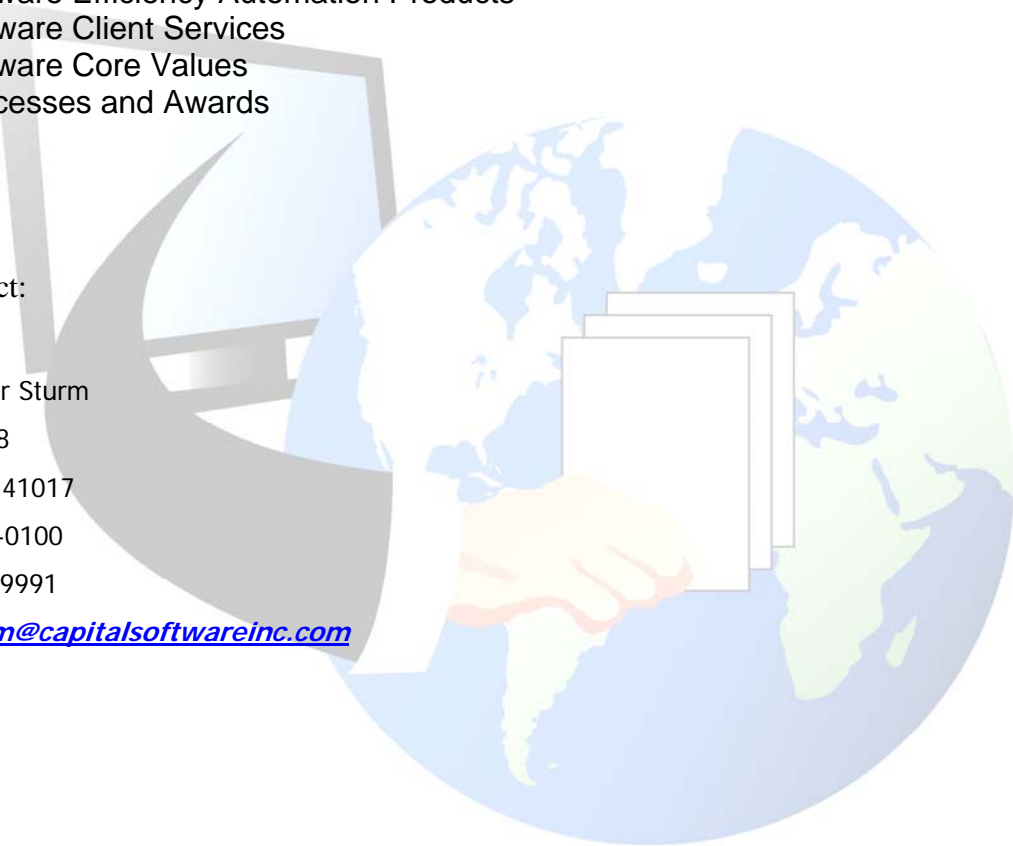 ware Efficiency Automation Products
ware Client Services
ware Core Values
cesses and Awards
ct:
r Sturm
8
41017
-0100
9991
m@capitalsoftwareinc.com